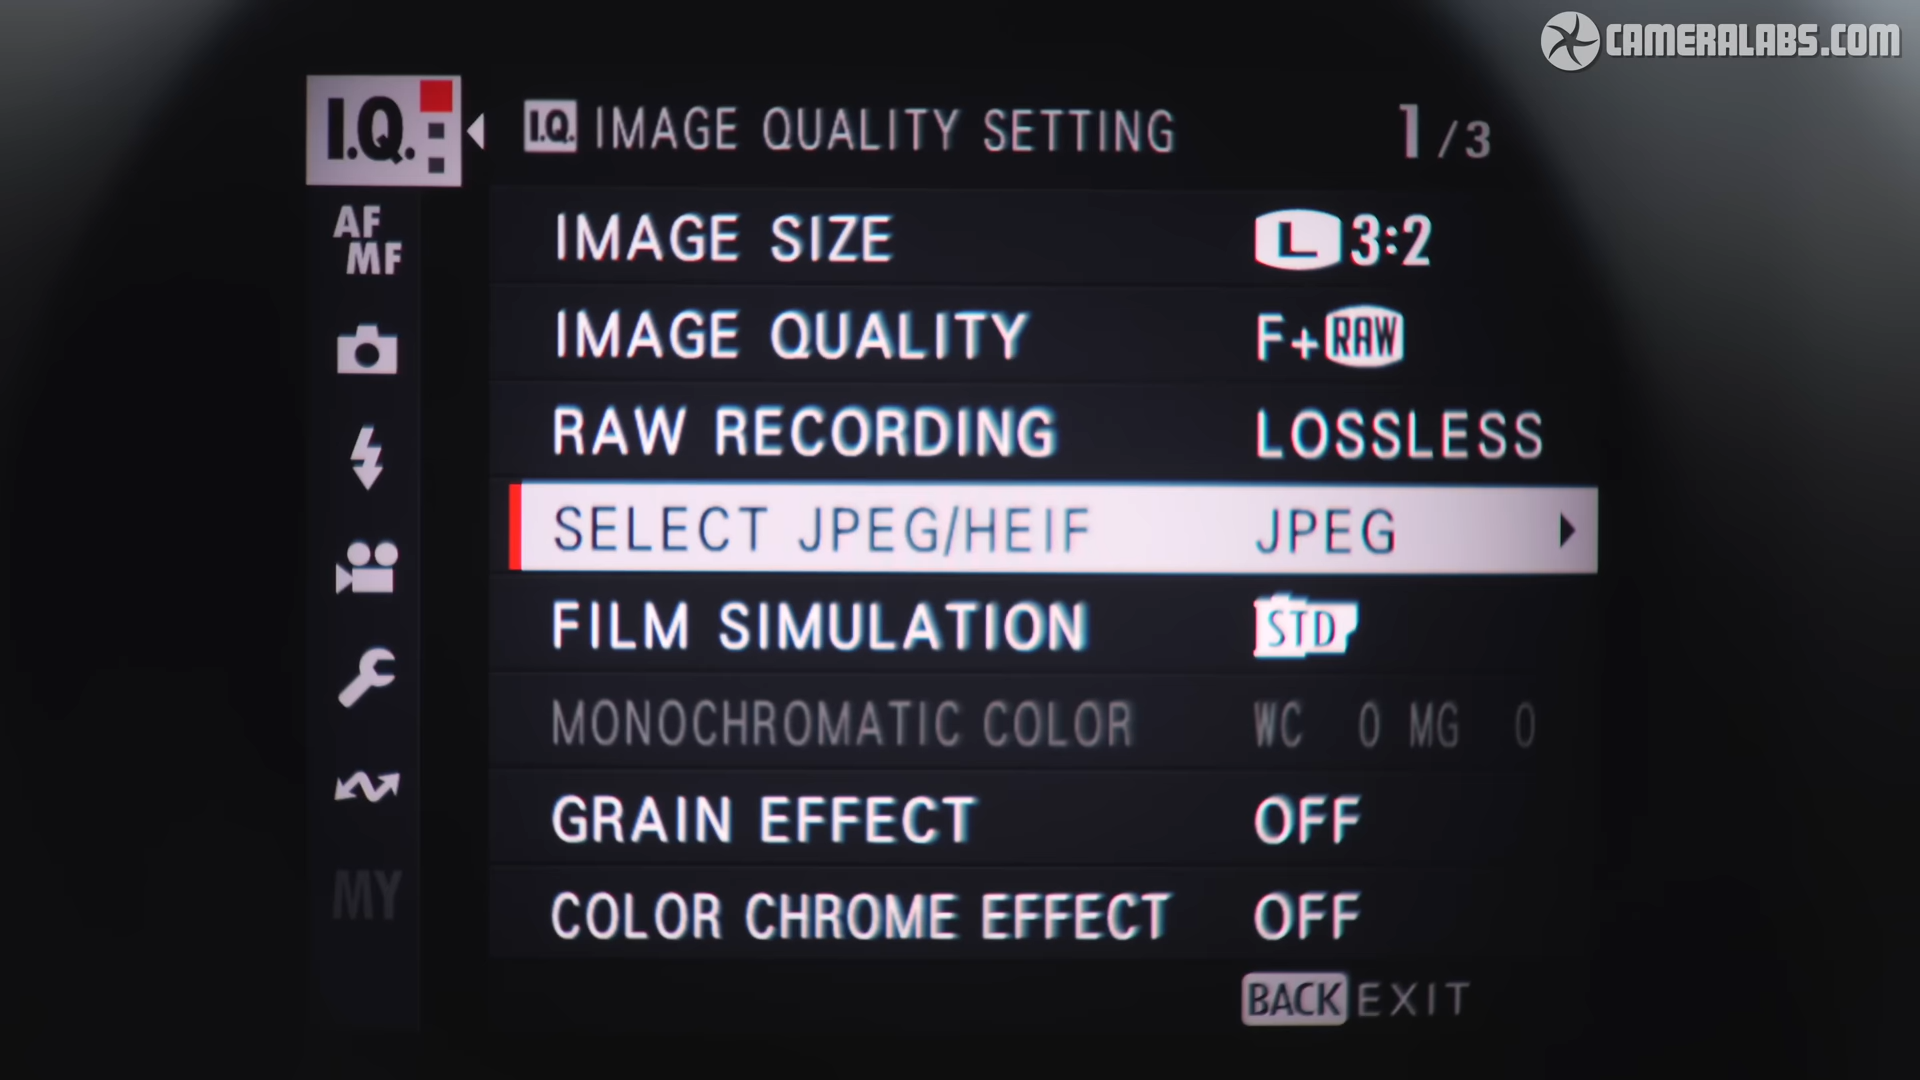 CAMERALABS.COM
I.Q.
I.Q. IMAGE QUALITY SETTING 1/3
AF
MF
IMAGE SIZE L 3:2
IMAGE QUALITY F+RAW
RAW RECORDING LOSSLESS
SELECT JPEG/HEIF JPEG
FILM SIMULATION STD
MONOCHROMATIC COLOR WC 0 MG 0
GRAIN EFFECT OFF
MY
COLOR CHROME EFFECT OFF
BACK EXIT